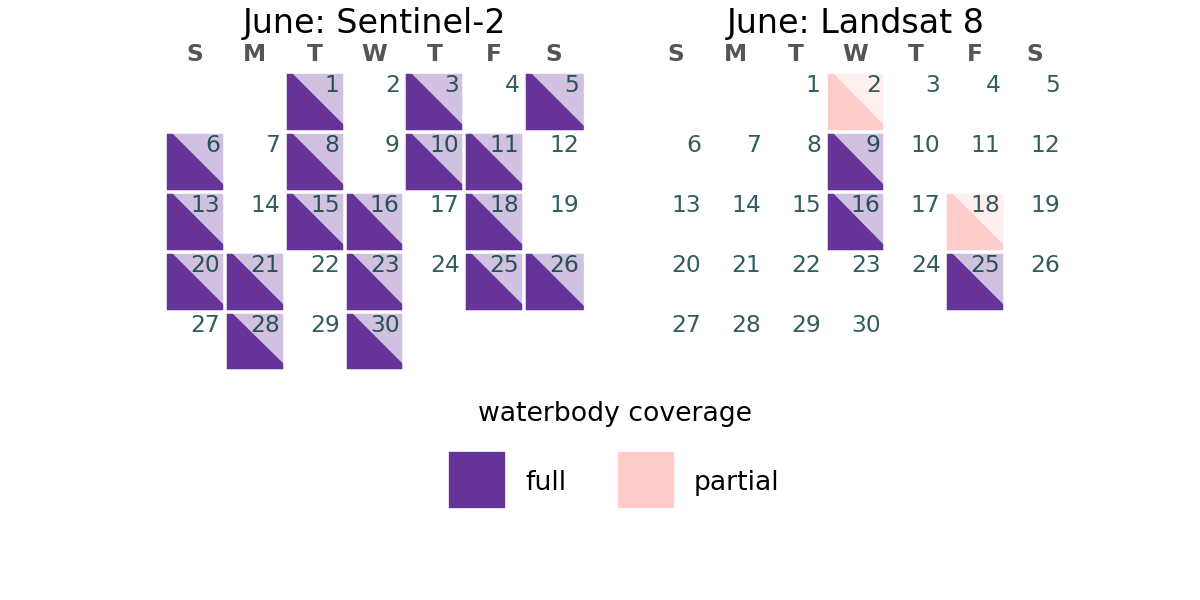 June: Sentinel-2
S M T W T F S
1 2 3 4 5
6 7 8 9 10 11 12
13 14 15 16 17 18 19
20 21 22 23 24 25 26
27 28 29 30
June: Landsat 8
S M T W T F S
1 2 3 4 5
6 7 8 9 10 11 12
13 14 15 16 17 18 19
20 21 22 23 24 25 26
27 28 29 30
waterbody coverage
full partial